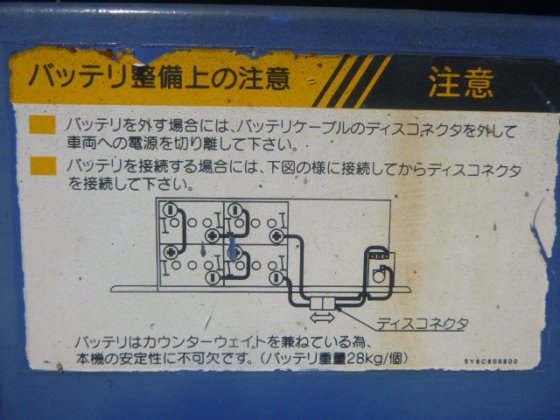 バッテリ整備上の注意
注意
バッテリを外す場合には、バッテリケーブルのディスコネクタを外して
車両への電源を切り離して下さい。
バッテリを接続する場合には、下図の様に接続してからディスコネクタ
を接続して下さい。
ディスコネクタ
バッテリはカウンターウェイトを兼ねている為、
本機の安定性に不可欠です。(バッテリ重量28kg/個)